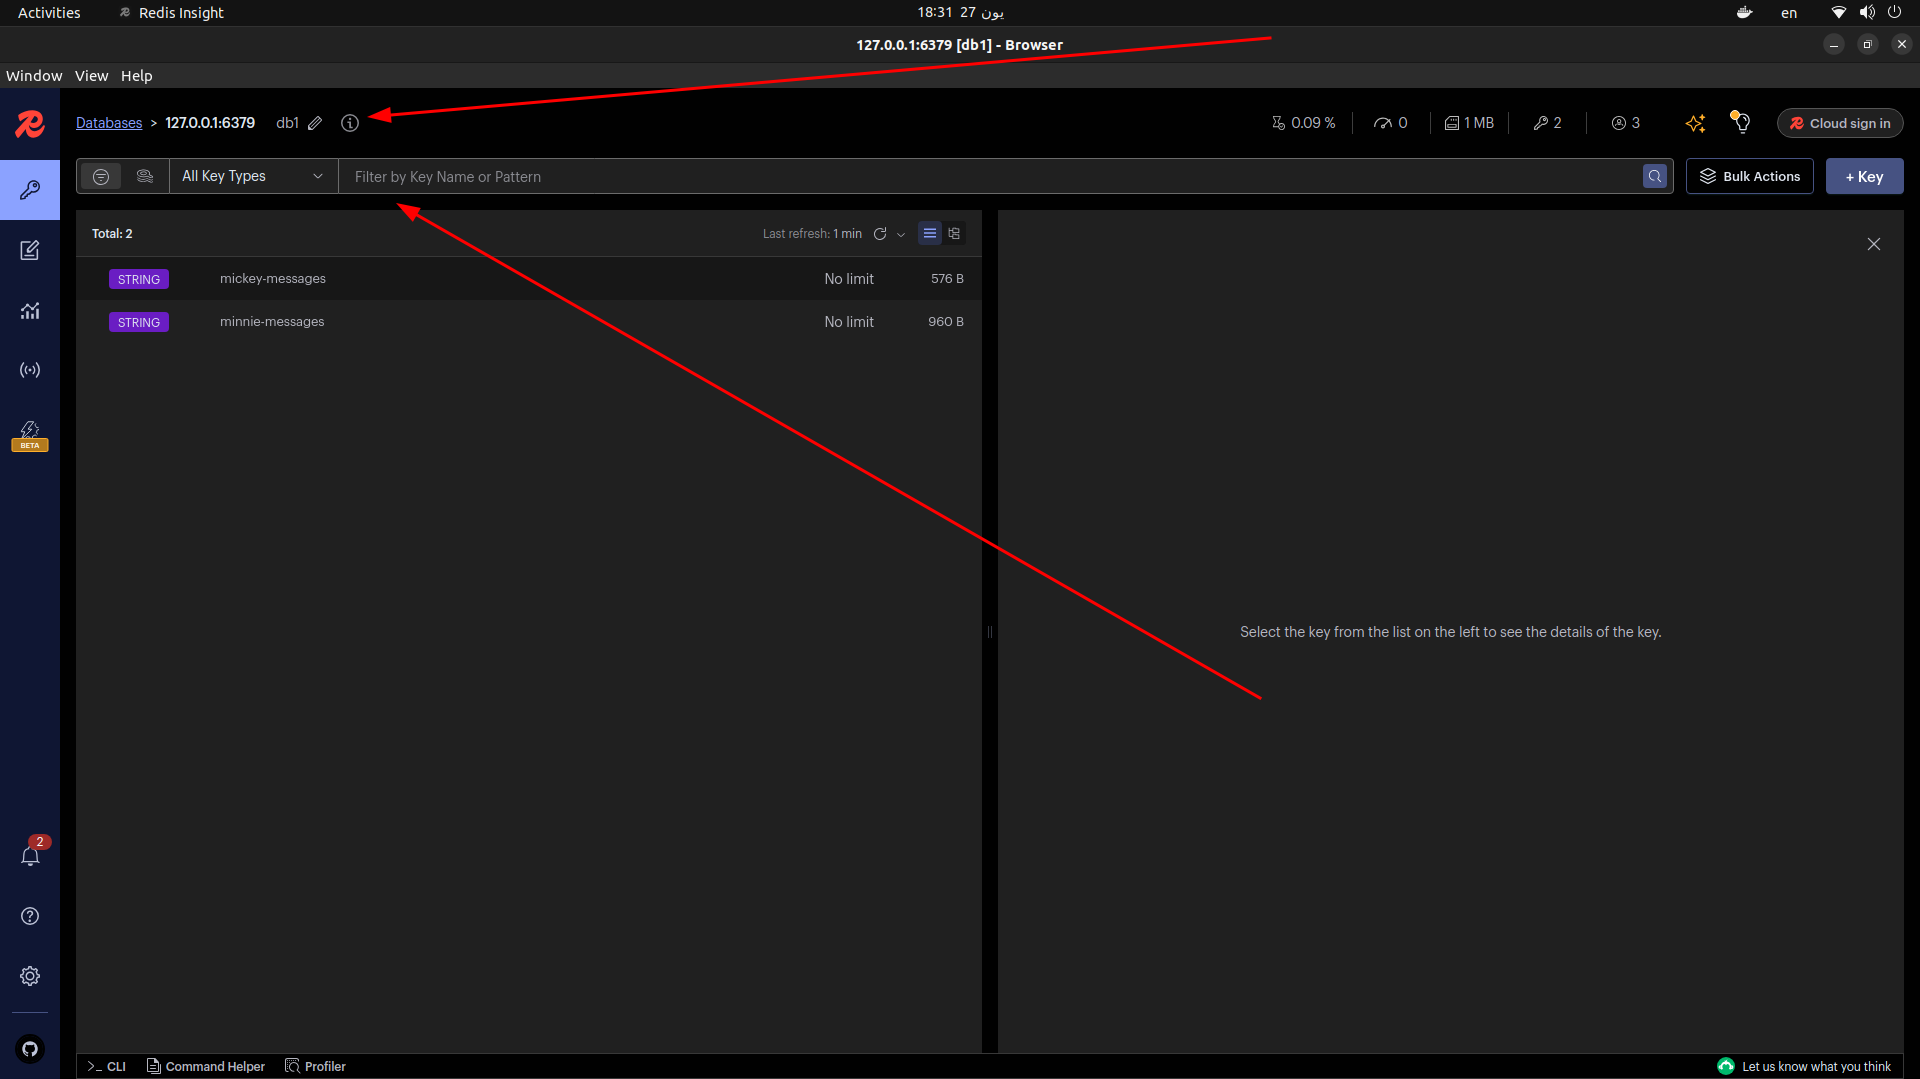 Activities Redis Insight 18:31 27 يون en
127.0.0.1:6379 [db1] - Browser
Window View Help
Databases > 127.0.0.1:6379 db1 0.09 % 0 1 MB 2 3 Cloud sign in
All Key Types Filter by Key Name or Pattern Bulk Actions + Key
Total: 2 Last refresh: 1 min
STRING mickey-messages No limit 576 B
STRING minnie-messages No limit 960 B
BETA
Select the key from the list on the left to see the details of the key.
2
>_ CLI Command Helper Profiler Let us know what you think